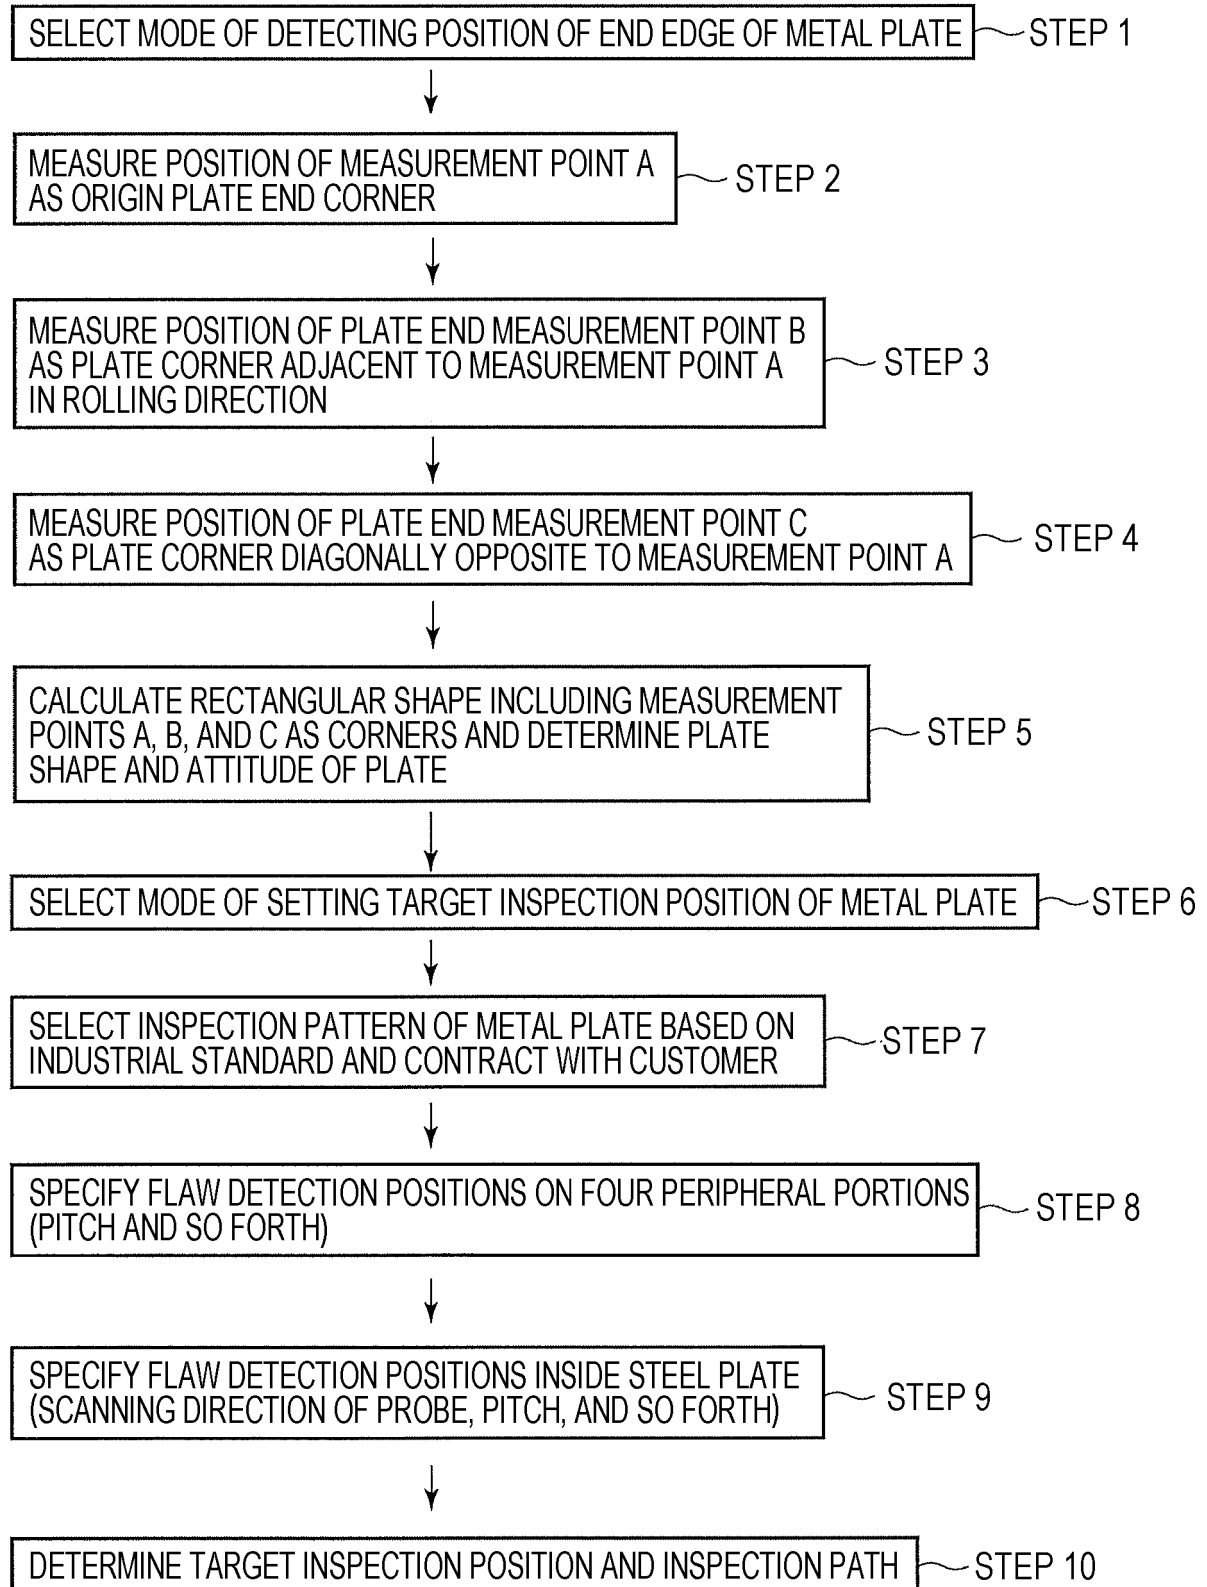 SELECT MODE OF DETECTING POSITION OF END EDGE OF METAL PLATE
STEP 1
MEASURE POSITION OF MEASUREMENT POINT A
AS ORIGIN PLATE END CORNER
STEP 2
MEASURE POSITION OF PLATE END MEASUREMENT POINT B
AS PLATE CORNER ADJACENT TO MEASUREMENT POINT A
IN ROLLING DIRECTION
STEP 3
MEASURE POSITION OF PLATE END MEASUREMENT POINT C
AS PLATE CORNER DIAGONALLY OPPOSITE TO MEASUREMENT POINT A
STEP 4
CALCULATE RECTANGULAR SHAPE INCLUDING MEASUREMENT
POINTS A, B, AND C AS CORNERS AND DETERMINE PLATE
SHAPE AND ATTITUDE OF PLATE
STEP 5
SELECT MODE OF SETTING TARGET INSPECTION POSITION OF METAL PLATE
STEP 6
SELECT INSPECTION PATTERN OF METAL PLATE BASED ON
INDUSTRIAL STANDARD AND CONTRACT WITH CUSTOMER
STEP 7
SPECIFY FLAW DETECTION POSITIONS ON FOUR PERIPHERAL PORTIONS
(PITCH AND SO FORTH)
STEP 8
SPECIFY FLAW DETECTION POSITIONS INSIDE STEEL PLATE
(SCANNING DIRECTION OF PROBE, PITCH, AND SO FORTH)
STEP 9
DETERMINE TARGET INSPECTION POSITION AND INSPECTION PATH
STEP 10